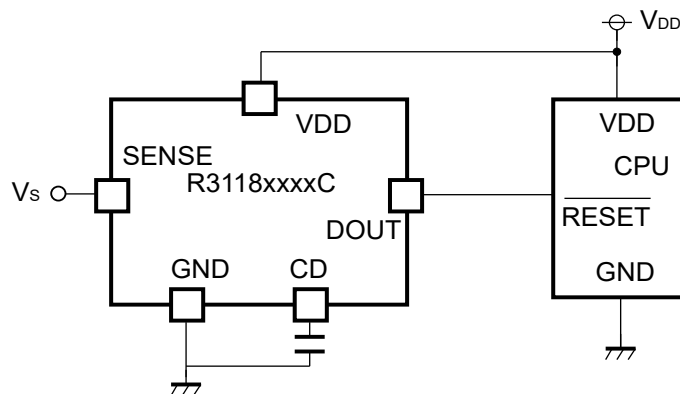 VDD
VDD
VDD
SENSE
CPU
R3118xxxxC
VS
RESET
DOUT
GND
CD
GND